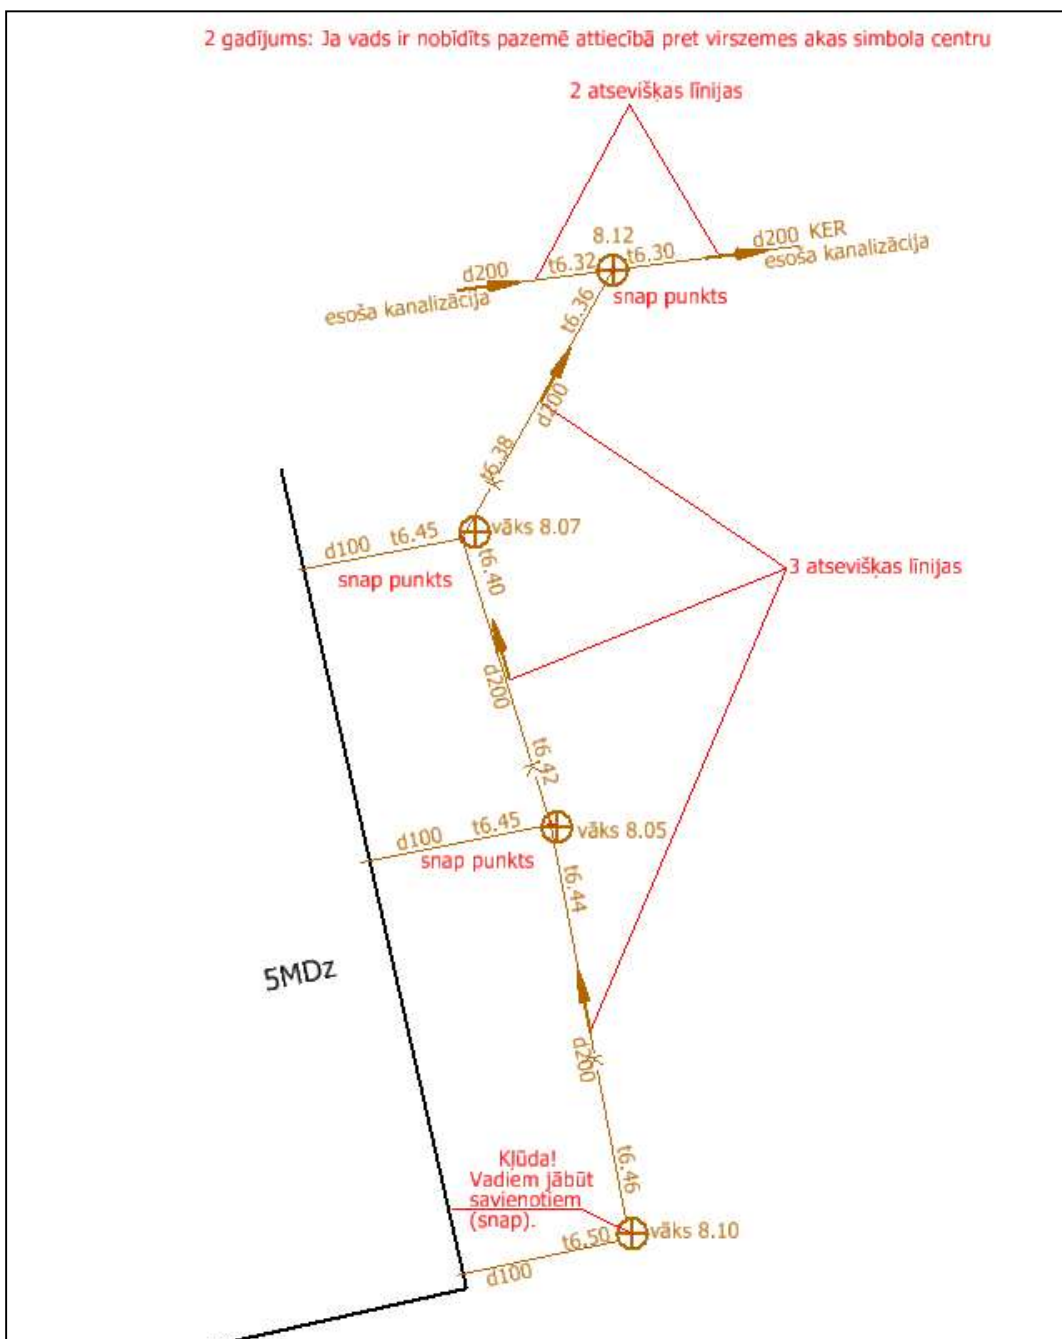 2 gadījums: Ja vads ir nobīdīts pazemē attiecībā pret virszemes akas simbola centru
2 atsevišķas līnijas
8.12
d200 KER
esoša kanalizācija
t6.32
t6.30
d200
esoša kanalizācija
snap punkts
t6.36
d200
t6.38
vāks 8.07
d100
t6.45
snap punkts
t6.40
3 atsevišķas līnijas
d200
t6.42
d100
t6.45
vāks 8.05
snap punkts
t6.44
5MDz
d200
t6.46
Kļūda!
Vadiem jābūt
savienotiem
(snap).
t6.50
vāks 8.10
d100